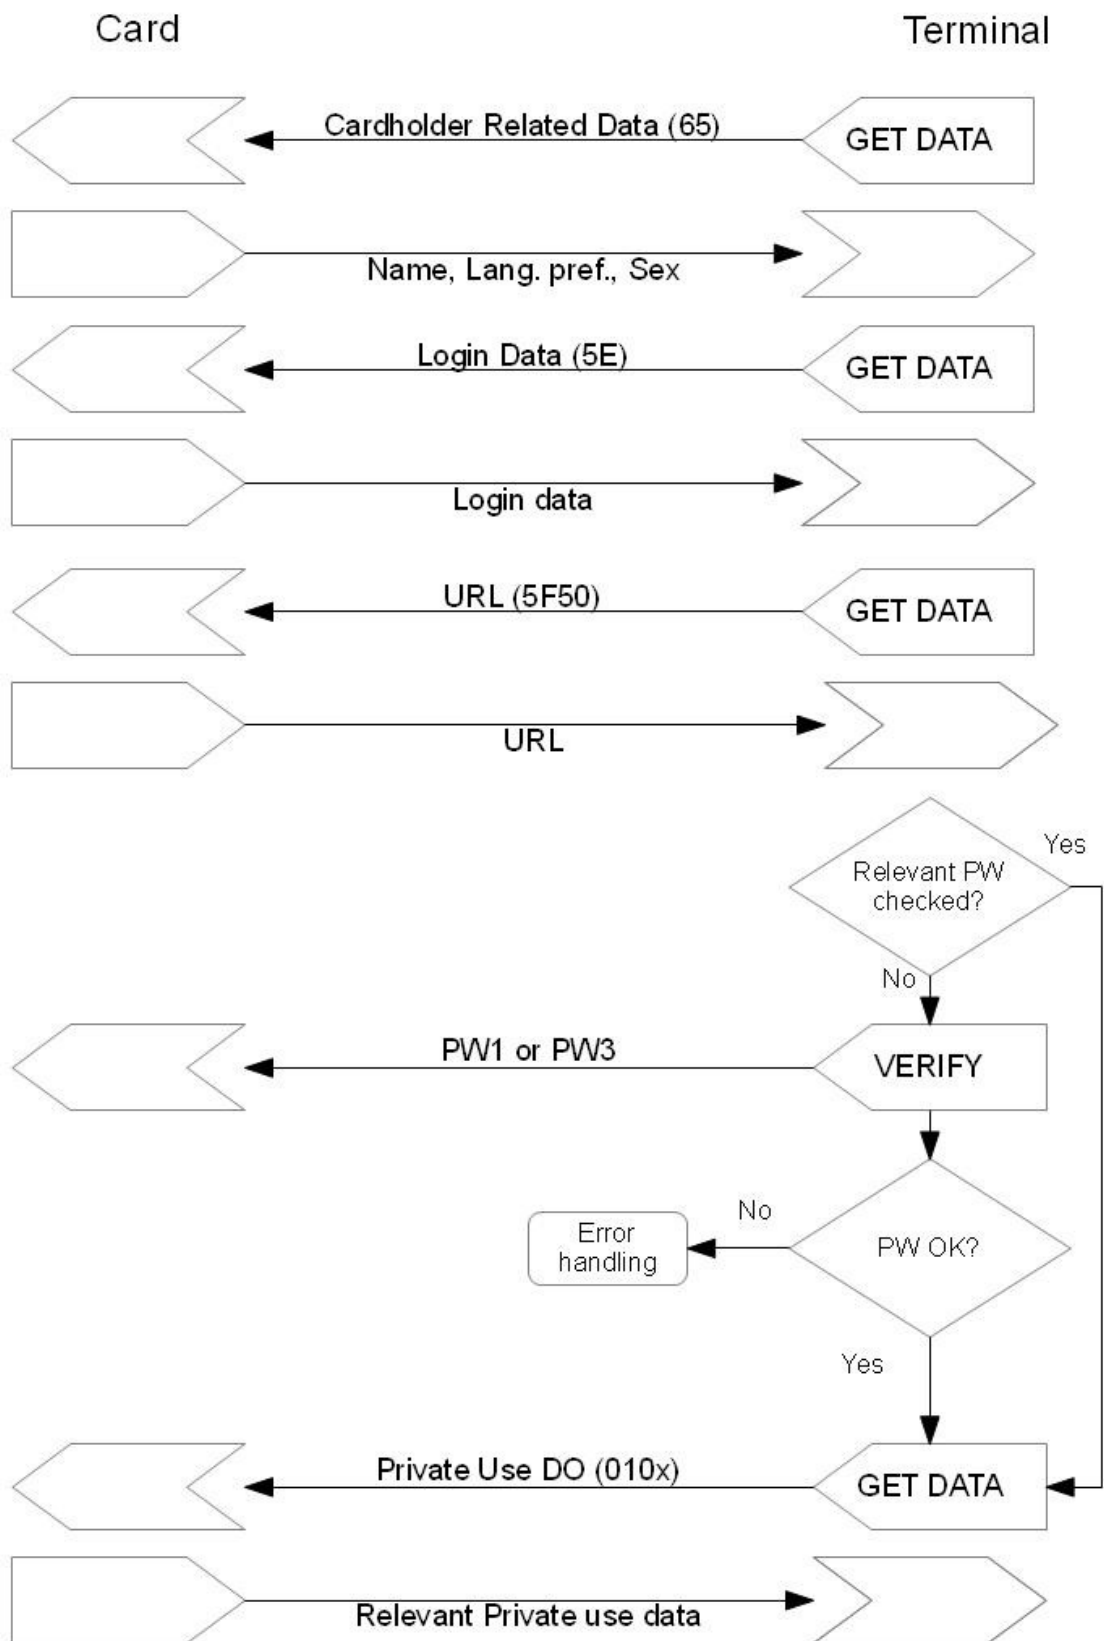 Card
Terminal
Cardholder Related Data (65)
GET DATA
Name, Lang. pref., Sex
Login Data (5E)
GET DATA
Login data
URL (5F50)
GET DATA
URL
Yes
Relevant PW
checked?
No
PW1 or PW3
VERIFY
No
Error
handling
PW OK?
Yes
Private Use DO (010x)
GET DATA
Relevant Private use data